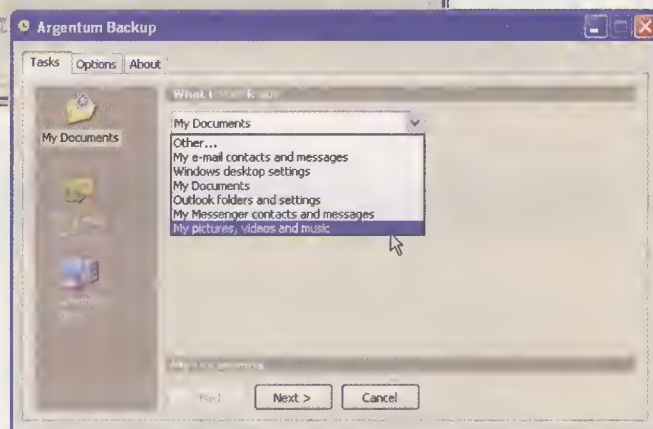 Argentum Backup
Tasks Options About
My Documents
My Documents
Other...
My e-mail contacts and messages
Windows desktop settings
My Documents
Outlook folders and settings
My Messenger contacts and messages
My pictures, videos and music
Next > Cancel